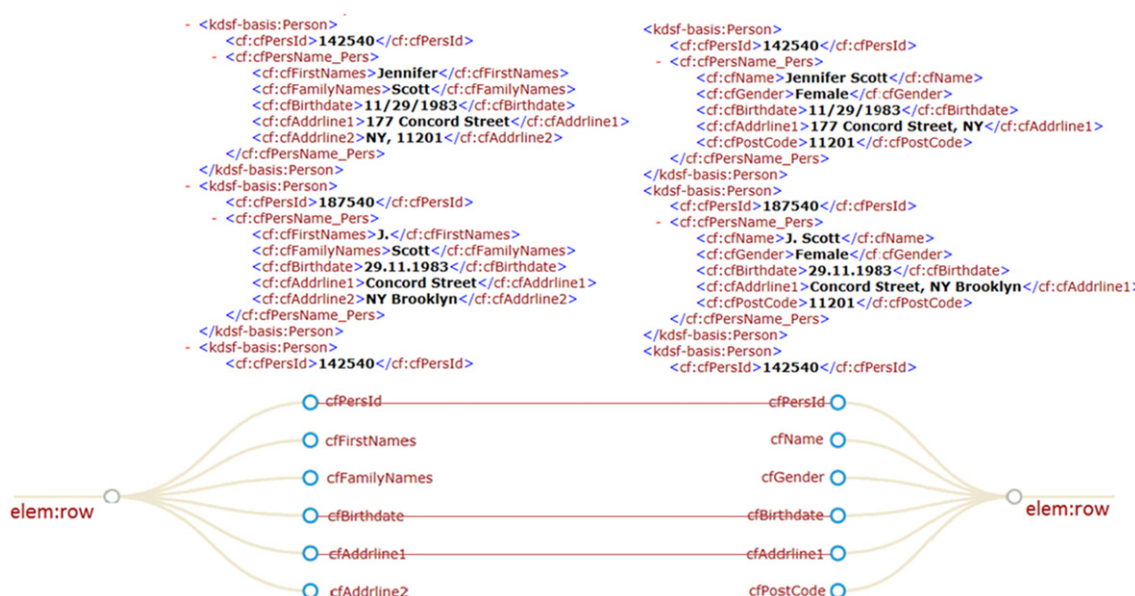 - <kdsf-basis:Person>
<cf:cfPersId>142540</cf:cfPersId>
- <cf:cfPersName_Pers>
<cf:cfFirstNames>Jennifer</cf:cfFirstNames>
<cf:cfFamilyNames>Scott</cf:cfFamilyNames>
<cf:cfBirthdate>11/29/1983</cf:cfBirthdate>
<cf:cfAddrline1>177 Concord Street</cf:cfAddrline1>
<cf:cfAddrline2>NY, 11201</cf:cfAddrline2>
</cf:cfPersName_Pers>
</kdsf-basis:Person>
- <kdsf-basis:Person>
<cf:cfPersId>187540</cf:cfPersId>
- <cf:cfPersName_Pers>
<cf:cfFirstNames>J.</cf:cfFirstNames>
<cf:cfFamilyNames>Scott</cf:cfFamilyNames>
<cf:cfBirthdate>29.11.1983</cf:cfBirthdate>
<cf:cfAddrline1>Concord Street</cf:cfAddrline1>
<cf:cfAddrline2>NY Brooklyn</cf:cfAddrline2>
</cf:cfPersName_Pers>
</kdsf-basis:Person>
- <kdsf-basis:Person>
<cf:cfPersId>142540</cf:cfPersId>
<kdsf-basis:Person>
<cf:cfPersId>142540</cf:cfPersId>
- <cf:cfPersName_Pers>
<cf:cfName>Jennifer Scott</cf:cfName>
<cf:cfGender>Female</cf:cfGender>
<cf:cfBirthdate>11/29/1983</cf:cfBirthdate>
<cf:cfAddrline1>177 Concord Street, NY</cf:cfAddrline1>
<cf:cfPostCode>11201</cf:cfPostCode>
</cf:cfPersName_Pers>
</kdsf-basis:Person>
<kdsf-basis:Person>
<cf:cfPersId>187540</cf:cfPersId>
- <cf:cfPersName_Pers>
<cf:cfName>J. Scott</cf:cfName>
<cf:cfGender>Female</cf:cfGender>
<cf:cfBirthdate>29.11.1983</cf:cfBirthdate>
<cf:cfAddrline1>Concord Street, NY Brooklyn</cf:cfAddrline1>
<cf:cfPostCode>11201</cf:cfPostCode>
</cf:cfPersName_Pers>
</kdsf-basis:Person>
<kdsf-basis:Person>
<cf:cfPersId>142540</cf:cfPersId>
elem:row
cfPersId
cfFirstNames
cfFamilyNames
cfBirthdate
cfAddrline1
cfAddrline2
cfPersId
cfName
cfGender
cfBirthdate
cfAddrline1
cfPostCode
elem:row